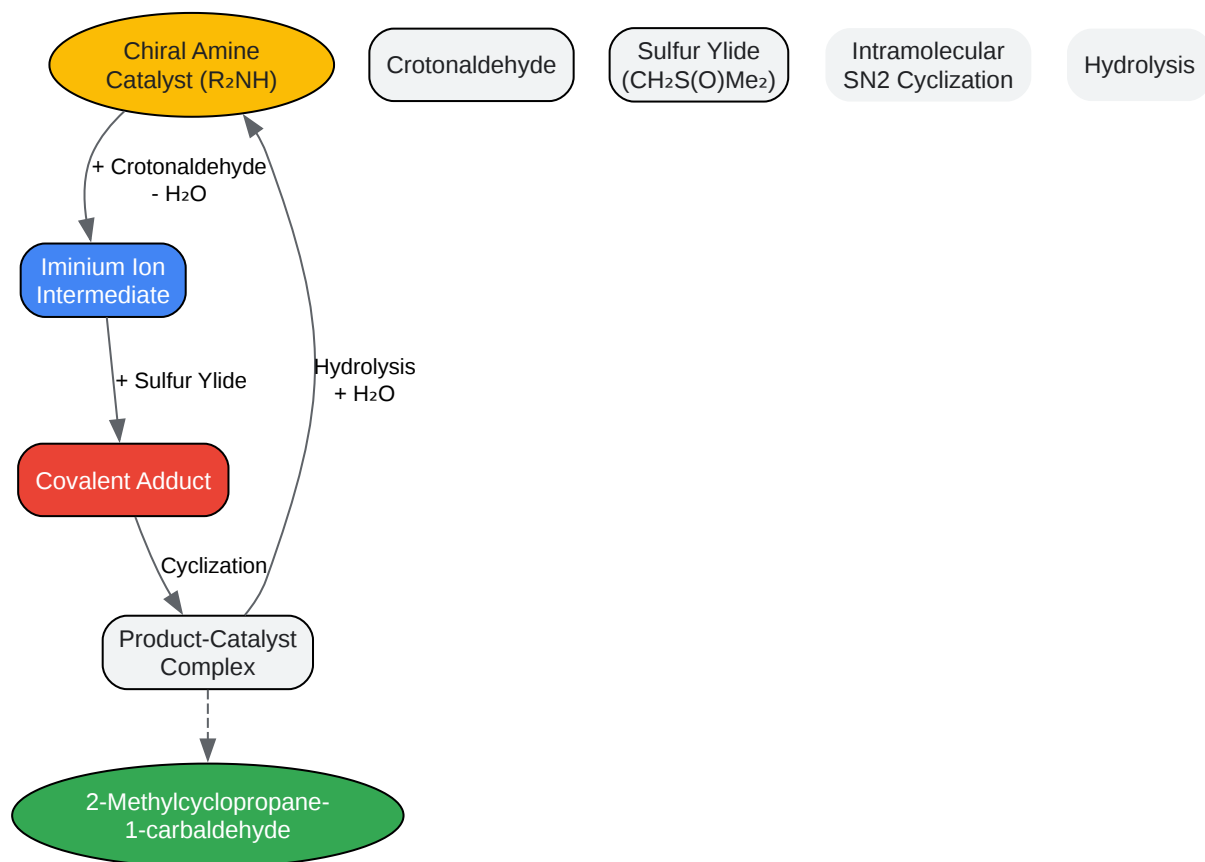 Chiral Amine
Catalyst (R₂NH)
Crotonaldehyde
Sulfur Ylide
(CH₂S(O)Me₂)
Intramolecular
SN2 Cyclization
Hydrolysis
+ Crotonaldehyde
- H₂O
Iminium Ion
Intermediate
Hydrolysis
+ H₂O
+ Sulfur Ylide
Covalent Adduct
Cyclization
Product-Catalyst
Complex
2-Methylcyclopropane-
1-carbaldehyde